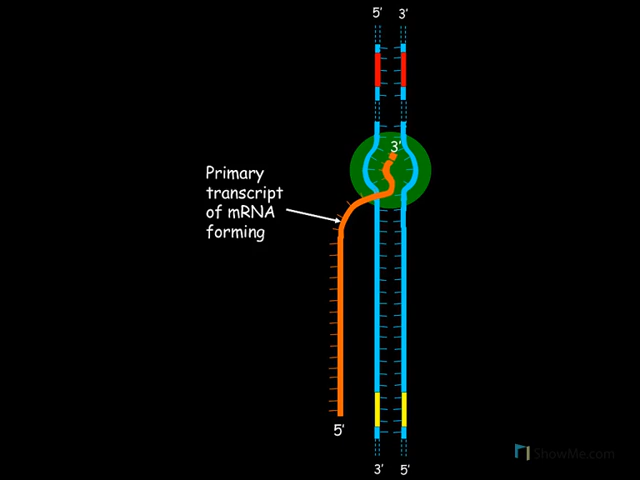 5' 3'
3'
Primary
transcript
of mRNA
forming
5'
3' 5'
ShowMe.com